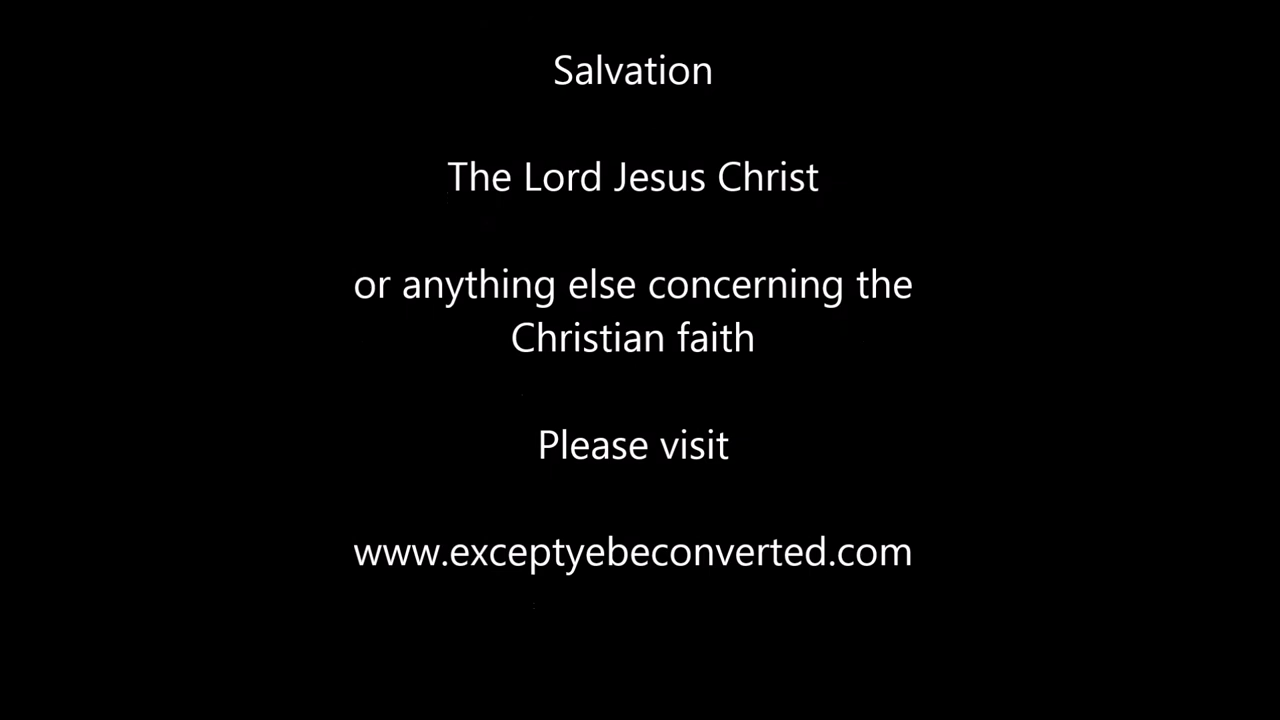 Salvation
The Lord Jesus Christ
or anything else concerning the
Christian faith
Please visit
www.exceptyebeconverted.com